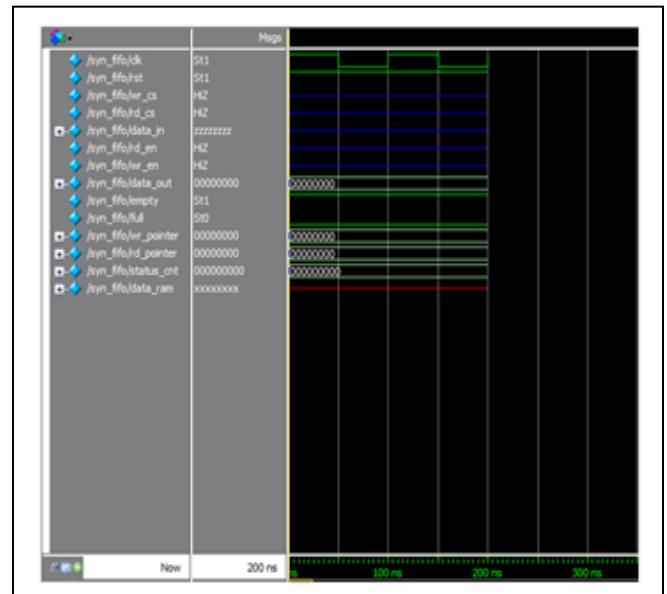 Msgs
/syn_fifo/clk St1
/syn_fifo/rst St1
/syn_fifo/wr_cs HiZ
/syn_fifo/rd_cs HiZ
/syn_fifo/data_in zzzzzzzz
/syn_fifo/rd_en HiZ
/syn_fifo/wr_en HiZ
/syn_fifo/data_out 00000000 00000000
/syn_fifo/empty St1
/syn_fifo/full St0
/syn_fifo/wr_pointer 00000000 00000000
/syn_fifo/rd_pointer 00000000 00000000
/syn_fifo/status_cnt 000000000 000000000
/syn_fifo/data_ram xxxxxxxx
Now 200 ns ns 100 ns 200 ns 300 ns